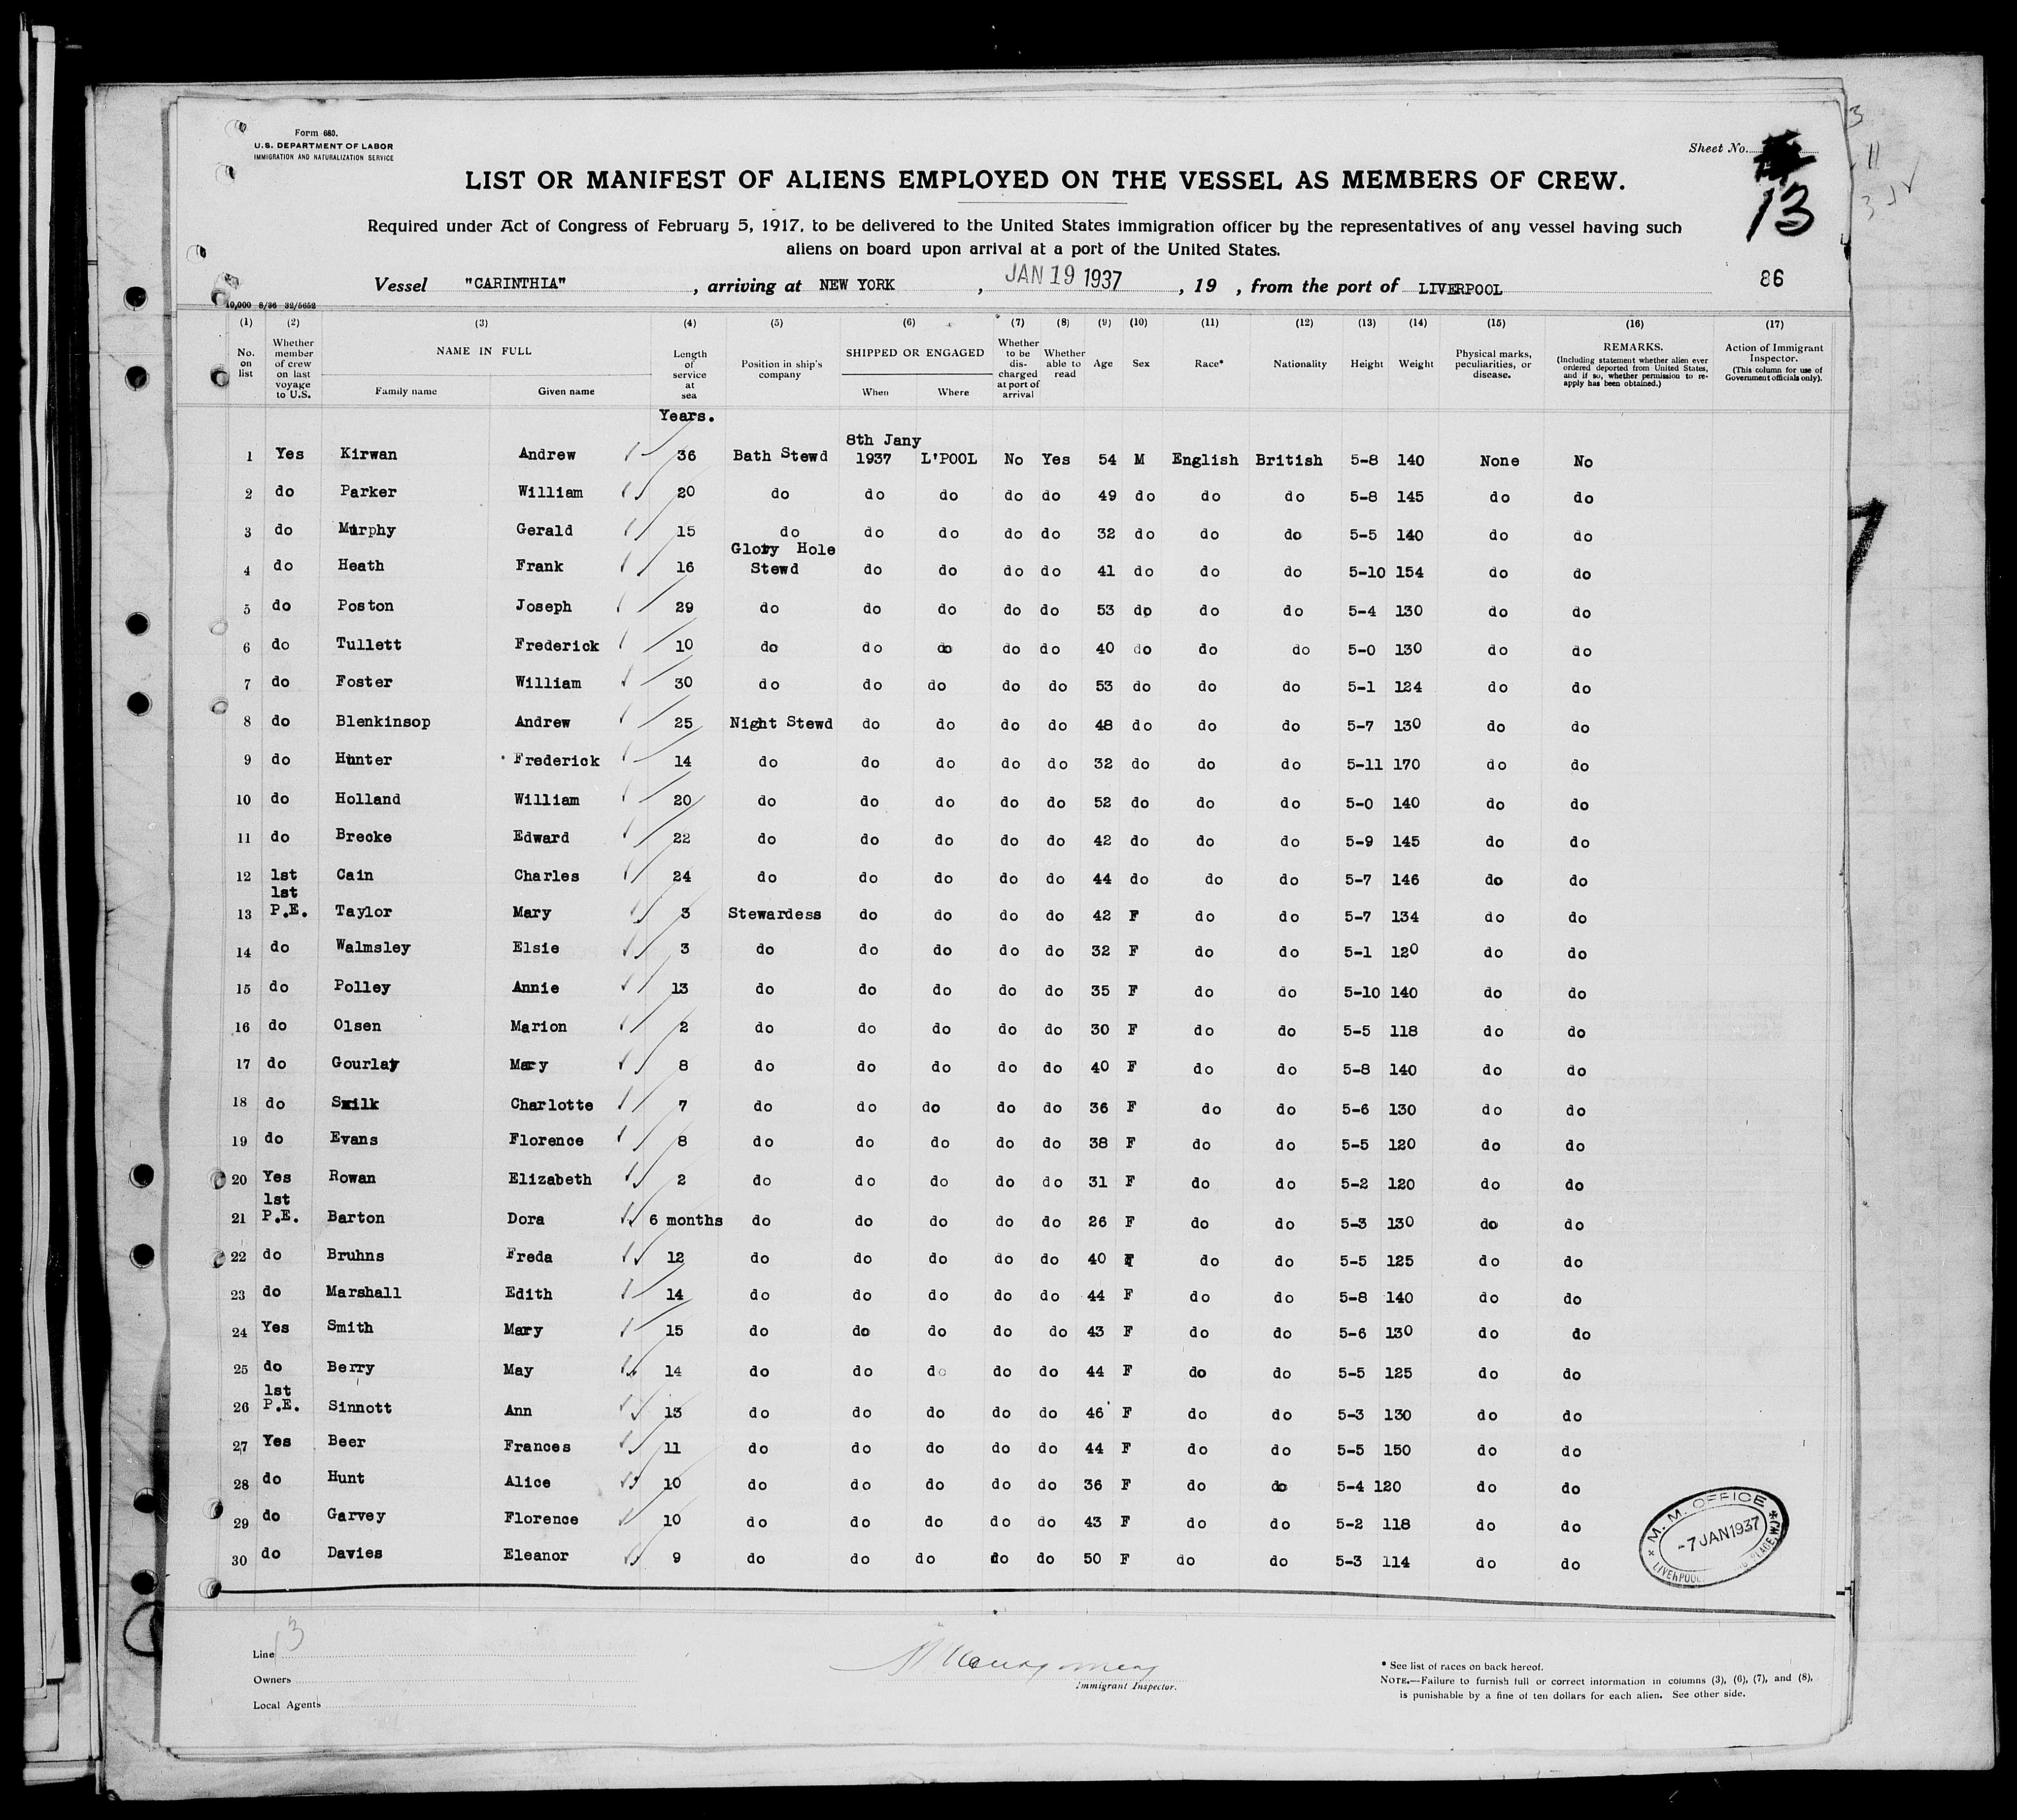 Form 680.
U.S. DEPARTMENT OF LABOR
IMMIGRATION AND NATURALIZATION SERVICE
Sheet No.
13
LIST OR MANIFEST OF ALIENS EMPLOYED ON THE VESSEL AS MEMBERS OF CREW.
Required under Act of Congress of February 5, 1917, to be delivered to the United States immigration officer by the representatives of any vessel having such
aliens on board upon arrival at a port of the United States.
Vessel "CARINTHIA", arriving at NEW YORK, JAN 19 1937, 19 , from the port of LIVERPOOL
86
10,000 8/36 32/5652
(1) (2) (3) (4) (5) (6) (7) (8) (9) (10) (11) (12) (13) (14) (15) (16) (17)
No. on list
Whether member of crew on last voyage to U.S.
NAME IN FULL
Family name Given name
Length of service at sea
Position in ship's company
SHIPPED OR ENGAGED
When Where
Whether to be discharged at port of arrival
Whether able to read
Age
Sex
Race*
Nationality
Height
Weight
Physical marks, peculiarities, or disease.
REMARKS.
(Including statement whether alien ever ordered deported from United States, and if so, whether permission to reapply has been obtained.)
Action of Immigrant Inspector.
(This column for use of Government officials only).
Years.
8th Jany
1 Yes Kirwan Andrew 36 Bath Stewd 1937 L'POOL No Yes 54 M English British 5-8 140 None No
2 do Parker William 20 do do do do do 49 do do do 5-8 145 do do
3 do Murphy Gerald 15 do do do do do 32 do do do 5-5 140 do do
Glory Hole
4 do Heath Frank 16 Stewd do do do do 41 do do do 5-10 154 do do
5 do Poston Joseph 29 do do do do do 53 do do do 5-4 130 do do
6 do Tullett Frederick 10 do do do do do 40 do do do 5-0 130 do do
7 do Foster William 30 do do do do do 53 do do do 5-1 124 do do
8 do Blenkinsop Andrew 25 Night Stewd do do do do 48 do do do 5-7 130 do do
9 do Hunter Frederick 14 do do do do do 32 do do do 5-11 170 do do
10 do Holland William 20 do do do do do 52 do do do 5-0 140 do do
11 do Brecke Edward 22 do do do do do 42 do do do 5-9 145 do do
12 1st Cain Charles 24 do do do do do 44 do do do 5-7 146 do do
1st
13 P.E. Taylor Mary 3 Stewardess do do do do 42 F do do 5-7 134 do do
14 do Walmsley Elsie 3 do do do do do 32 F do do 5-1 120 do do
15 do Polley Annie 13 do do do do do 35 F do do 5-10 140 do do
16 do Olsen Marion 2 do do do do do 30 F do do 5-5 118 do do
17 do Gourlay Mary 8 do do do do do 40 F do do 5-8 140 do do
18 do Charlotte 7 do do do do do 36 F do do 5-6 130 do do
19 do Evans Florence 8 do do do do do 38 F do do 5-5 120 do do
20 Yes Rowan Elizabeth 2 do do do do do 31 F do do 5-2 120 do do
1st
21 P.E. Barton Dora 6 months do do do do do 26 F do do 5-3 130 do do
22 do Bruhns Freda 12 do do do do do 40 F do do 5-5 125 do do
23 do Marshall Edith 14 do do do do do 44 F do do 5-8 140 do do
24 Yes Smith Mary 15 do do do do do 43 F do do 5-6 130 do do
25 do Berry May 14 do do do do do 44 F do do 5-5 125 do do
1st
26 P.E. Sinnott Ann 13 do do do do do 46 F do do 5-3 130 do do
27 Yes Beer Frances 11 do do do do do 44 F do do 5-5 150 do do
28 do Hunt Alice 10 do do do do do 36 F do do 5-4 120 do do
29 do Garvey Florence 10 do do do do do 43 F do do 5-2 118 do do
30 do Davies Eleanor 9 do do do do do 50 F do do 5-3 114 do do
M. M. OFFICE
-7 JAN 1937
LIVERPOOL
Line 13
Owners
Local Agents
Montgomery
Immigrant Inspector.
* See list of races on back hereof.
NOTE.—Failure to furnish full or correct information in columns (3), (6), (7), and (8),
is punishable by a fine of ten dollars for each alien. See other side.